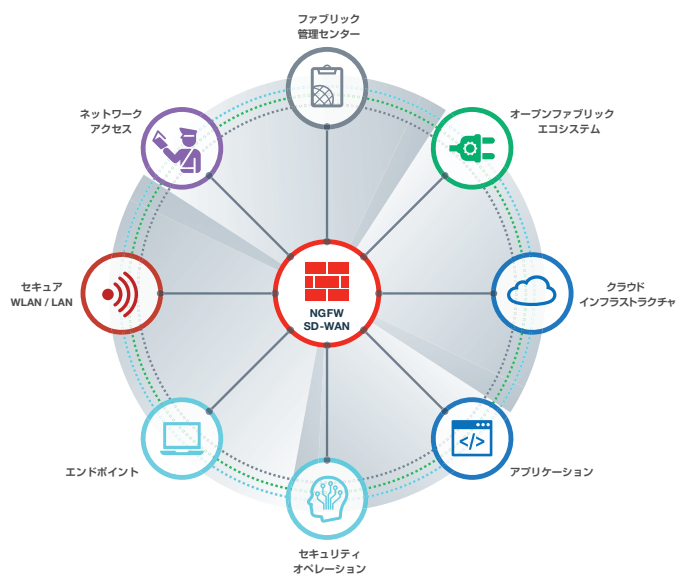 ファブリック
管理センター
ネットワーク
アクセス
オープンファブリック
エコシステム
セキュア
WLAN / LAN
NGFW
SD-WAN
クラウド
インフラストラクチャ
エンドポイント
</>
アプリケーション
セキュリティ
オペレーション